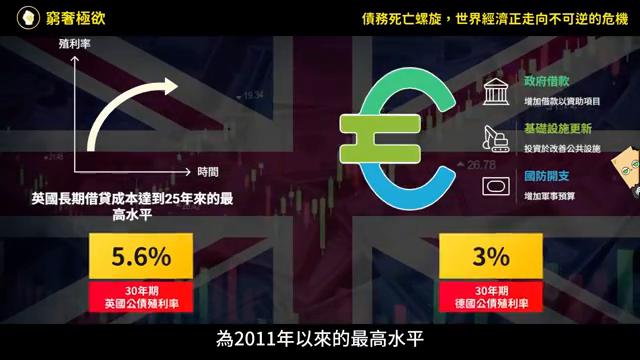 窮奢極欲
債務死亡螺旋，世界經濟正走向不可逆的危機
殖利率
時間
英國長期借貸成本達到25年來的最
高水平
5.6%
30年期
英國公債殖利率
19.34
21.48
26.78
政府借款
增加借款以資助項目
基礎設施更新
投資於改善公共設施
國防開支
增加軍事預算
3%
30年期
德國公債殖利率
為2011年以來的最高水平